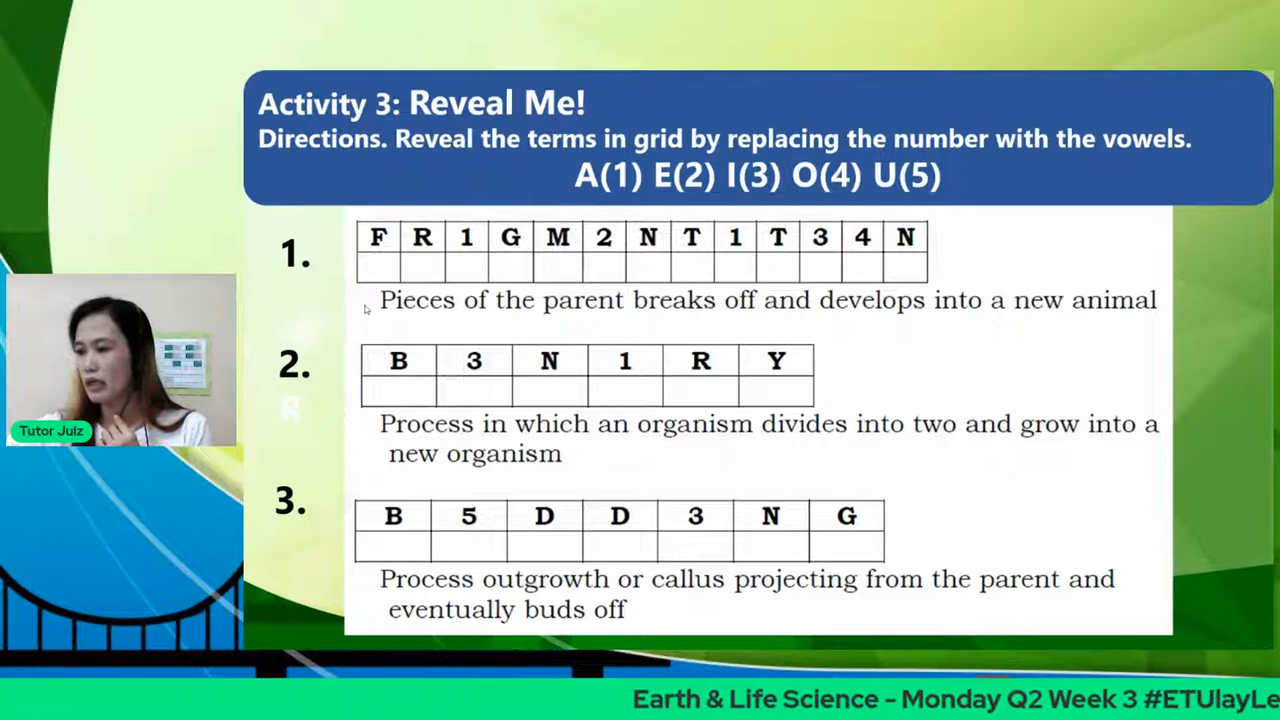 Activity 3: Reveal Me!
Directions. Reveal the terms in grid by replacing the number with the vowels.
A(1) E(2) I(3) O(4) U(5)
1.
F R 1 G M 2 N T 1 T 3 4 N
Pieces of the parent breaks off and develops into a new animal
2.
B 3 N 1 R Y
Process in which an organism divides into two and grow into a
new organism
3.
B 5 D D 3 N G
Process outgrowth or callus projecting from the parent and
eventually buds off
R
Tutor Julz
Earth & Life Science - Monday Q2 Week 3 #ETUlayLe